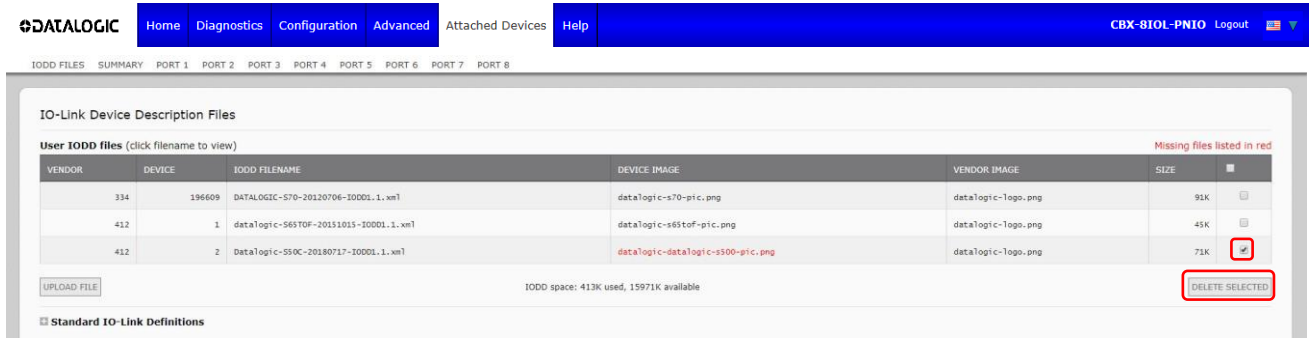 DATALOGIC Home Diagnostics Configuration Advanced Attached Devices Help CBX-8IOL-PNIO Logout
IODD FILES SUMMARY PORT 1 PORT 2 PORT 3 PORT 4 PORT 5 PORT 6 PORT 7 PORT 8
IO-Link Device Description Files
User IODD files (click filename to view) Missing files listed in red
VENDOR DEVICE IODD FILENAME DEVICE IMAGE VENDOR IMAGE SIZE
334 196609 DATALOGIC-S70-20120706-IODD1.1.xml datalogic-s70-pic.png datalogic-logo.png 91K
412 1 datalogic-S65TOF-20151015-IODD1.1.xml datalogic-s65tof-pic.png datalogic-logo.png 45K
412 2 Datalogic-S50C-20180717-IODD1.1.xml datalogic-datalogic-s500-pic.png datalogic-logo.png 71K
UPLOAD FILE IODD space: 413K used, 15971K available DELETE SELECTED
Standard IO-Link Definitions